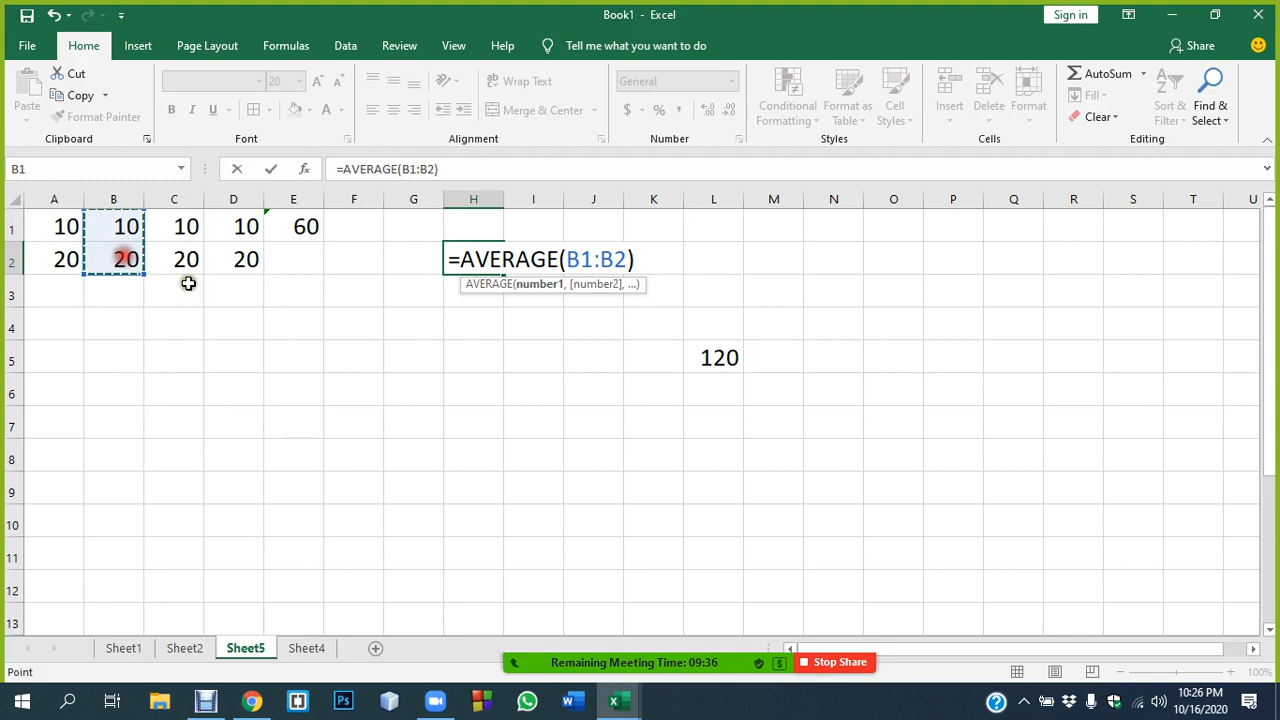 Book1 - Excel
Sign in
File Home Insert Page Layout Formulas Data Review View Help Tell me what you want to do Share
Paste
Cut
Copy
Format Painter
Clipboard
20
B I U
A
Font
ab
Wrap Text
Merge & Center
Alignment
General
$ % ,
Number
Conditional Formatting
Format as Table
Cell Styles
Styles
Insert Delete Format
Cells
AutoSum
Fill
Clear
Sort & Filter
Find & Select
Editing
B1 fx =AVERAGE(B1:B2)
A B C D E F G H I J K L M N O P Q R S T U
1 10 10 10 10 60
2 20 20 20 20 =AVERAGE(B1:B2)
AVERAGE(number1, [number2], ...)
3
4
5 120
6
7
8
9
10
11
12
13
Sheet1 Sheet2 Sheet5 Sheet4
Remaining Meeting Time: 09:36 $ Stop Share
Point 100%
Ps
W
10:26 PM
10/16/2020